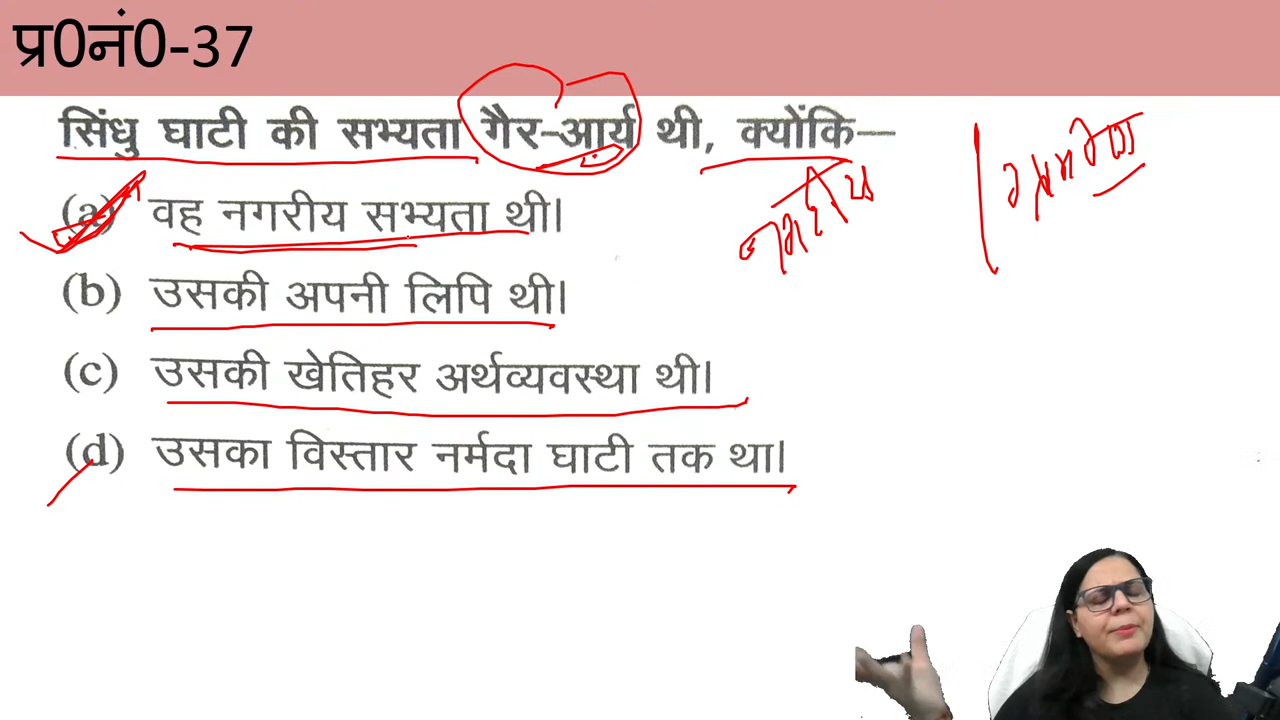 प्र0नं0-37
सिंधु घाटी की सभ्यता गैर-आर्य थी, क्योंकि—
(a) वह नगरीय सभ्यता थी।
(b) उसकी अपनी लिपि थी।
(c) उसकी खेतिहर अर्थव्यवस्था थी।
(d) उसका विस्तार नर्मदा घाटी तक था।